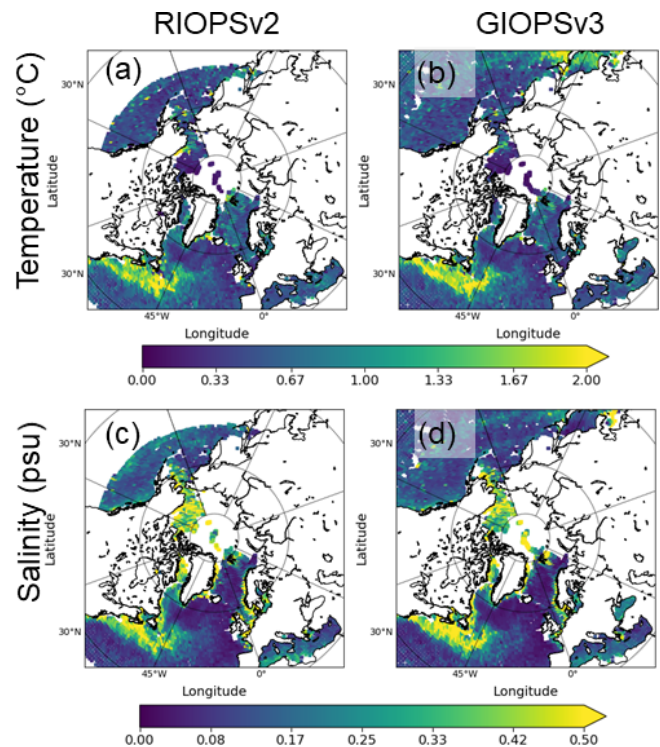 RIOPSv2 GIOPSv3
Temperature (°C)
(a) (b)
30°N 30°N
Latitude Latitude
30°N 30°N
45°W 0° 45°W 0°
Longitude Longitude
0.00 0.33 0.67 1.00 1.33 1.67 2.00
Salinity (psu)
(c) (d)
30°N 30°N
Latitude Latitude
30°N 30°N
45°W 0° 45°W 0°
Longitude Longitude
0.00 0.08 0.17 0.25 0.33 0.42 0.50